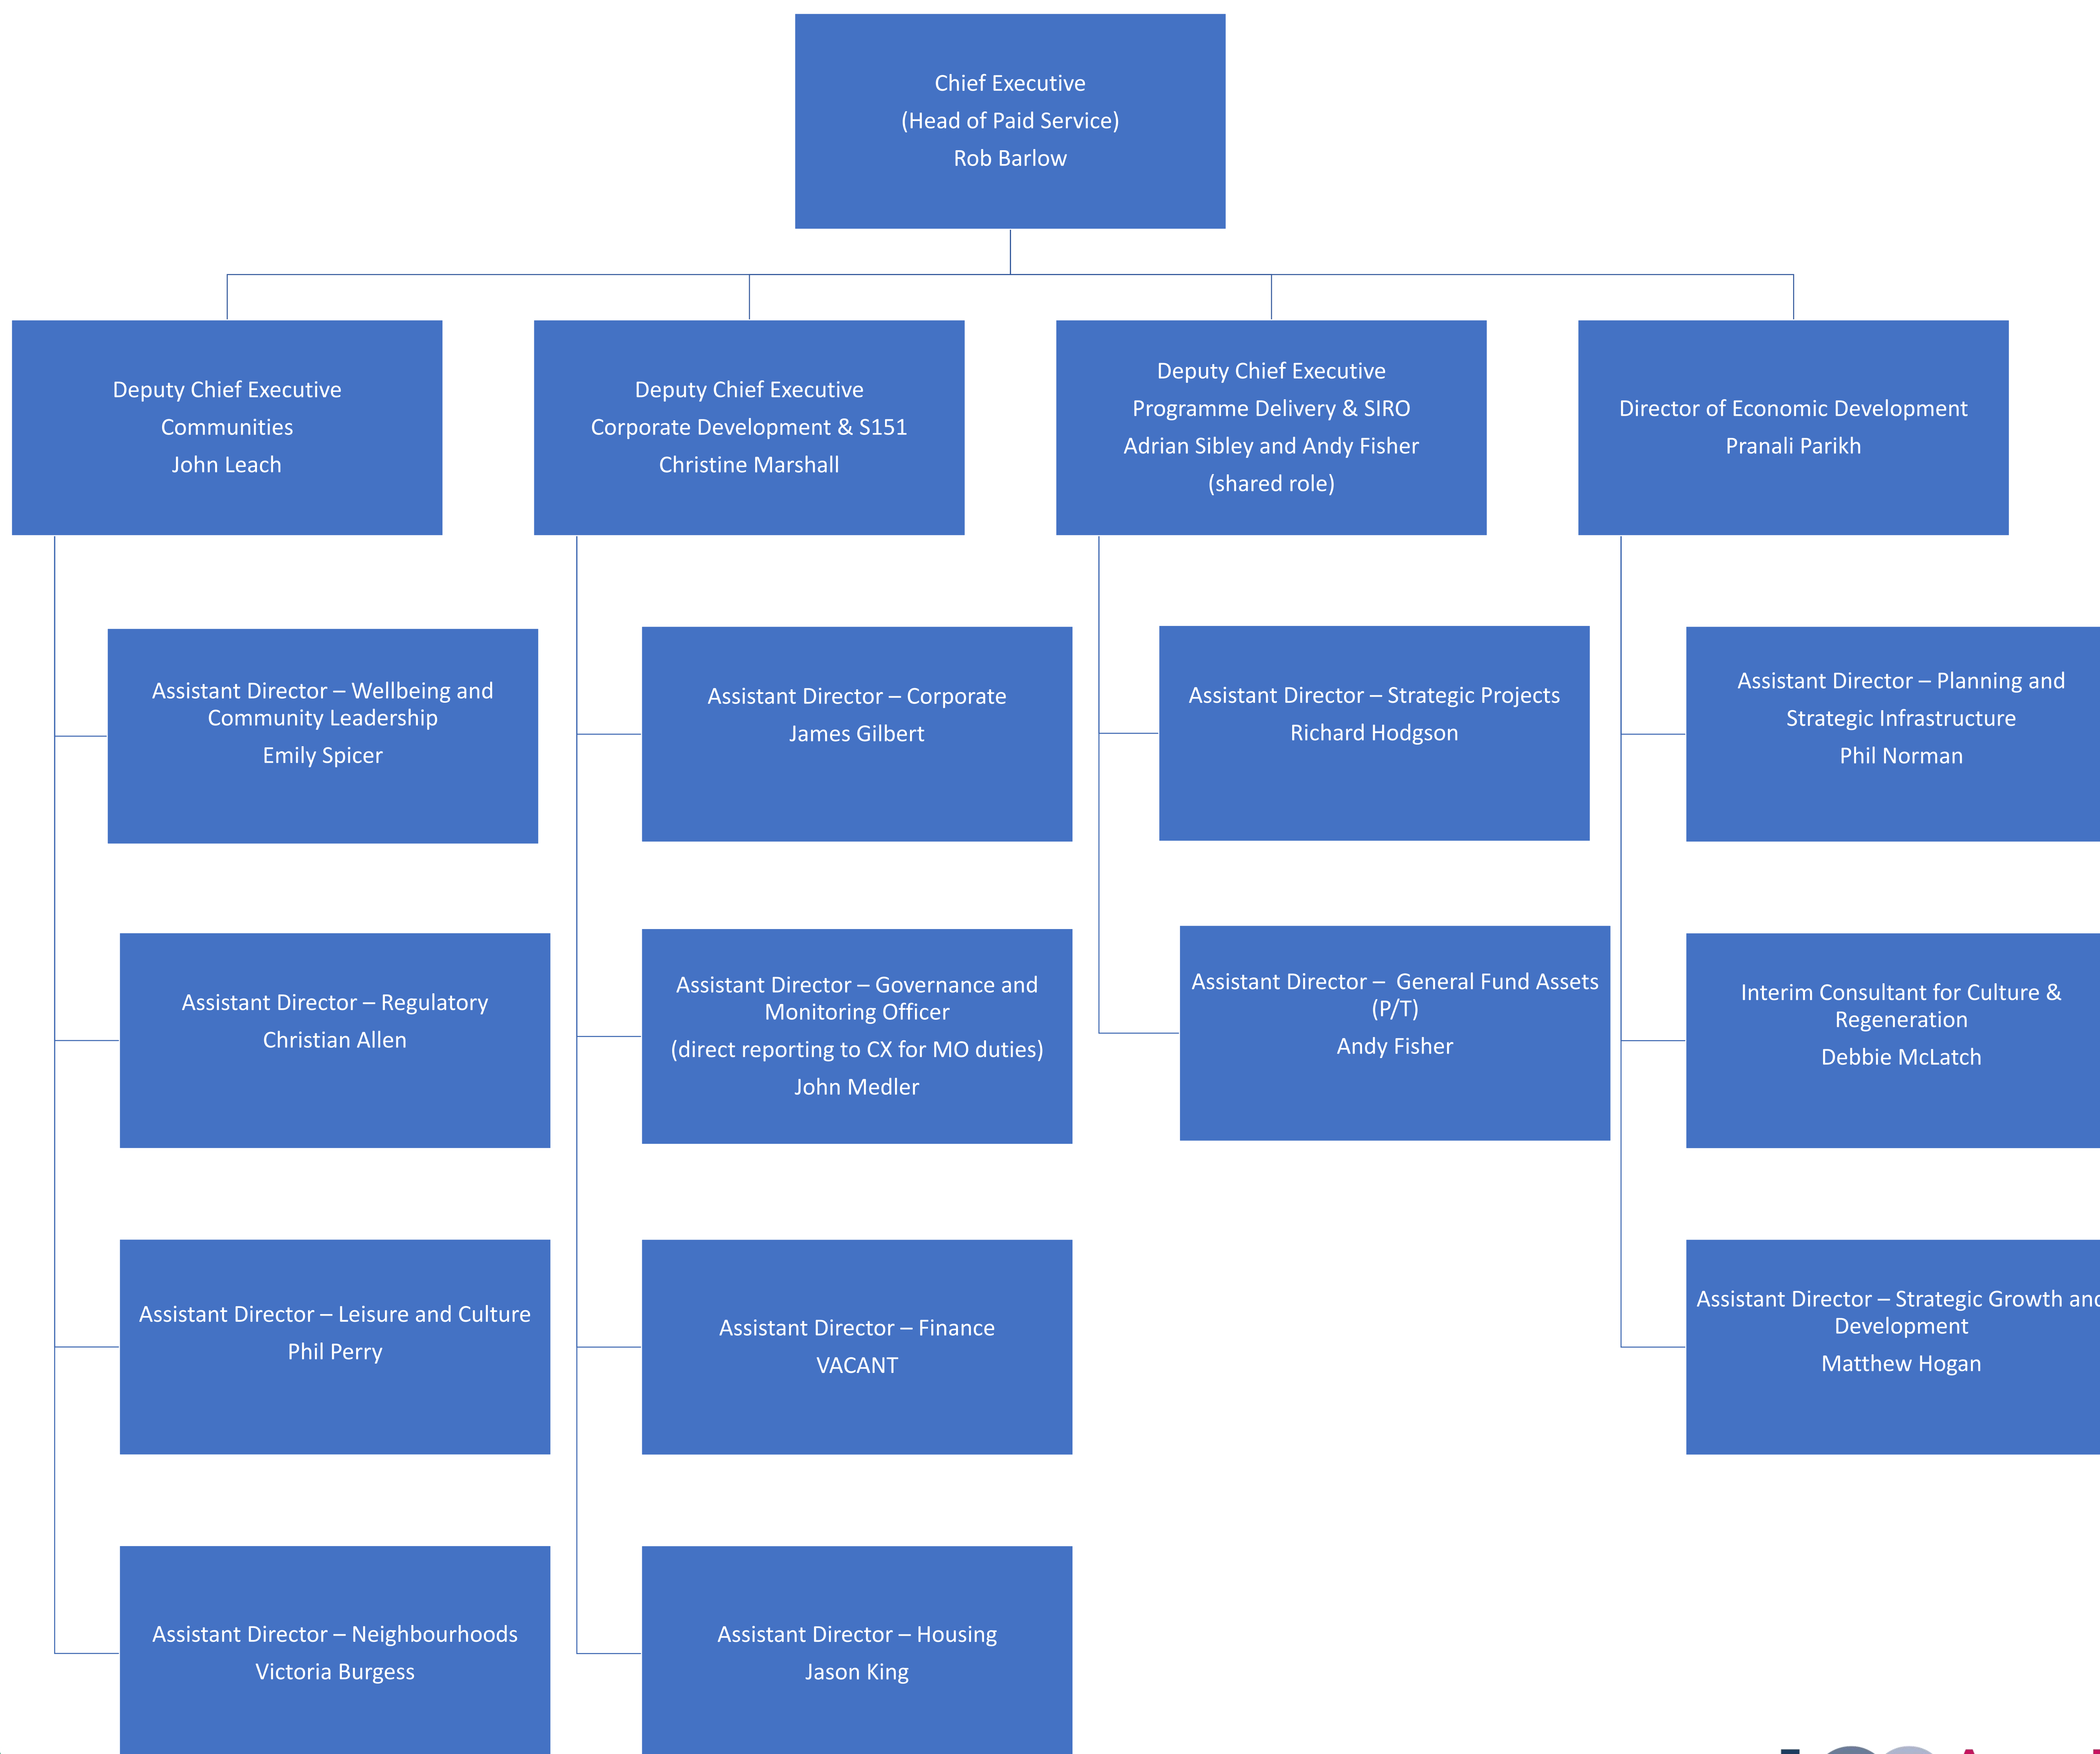 Chief Executive
(Head of Paid Service)
Rob Barlow
Deputy Chief Executive
Communities
John Leach
Deputy Chief Executive
Corporate Development & S151
Christine Marshall
Deputy Chief Executive
Programme Delivery & SIRO
Adrian Sibley and Andy Fisher
(shared role)
Director of Economic Development
Pranali Parikh
Assistant Director – Wellbeing and
Community Leadership
Emily Spicer
Assistant Director – Corporate
James Gilbert
Assistant Director – Strategic Projects
Richard Hodgson
Assistant Director – Planning and
Strategic Infrastructure
Phil Norman
Assistant Director – Regulatory
Christian Allen
Assistant Director – Governance and
Monitoring Officer
(direct reporting to CX for MO duties)
John Medler
Assistant Director – General Fund Assets
(P/T)
Andy Fisher
Interim Consultant for Culture &
Regeneration
Debbie McLatch
Assistant Director – Leisure and Culture
Phil Perry
Assistant Director – Finance
VACANT
Assistant Director – Strategic Growth and
Development
Matthew Hogan
Assistant Director – Neighbourhoods
Victoria Burgess
Assistant Director – Housing
Jason King